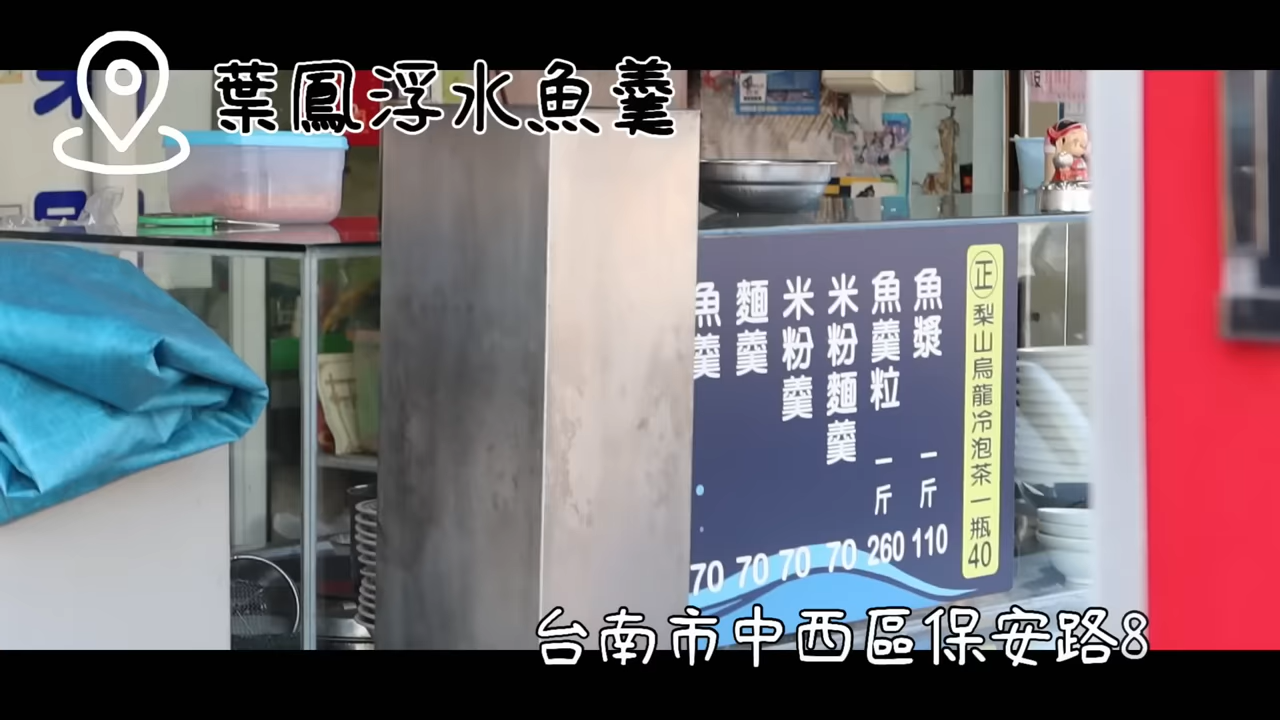 葉鳳浮水魚羹
正梨山烏龍冷泡茶一瓶40
魚漿 一斤110
魚羹粒 一斤260
米粉麵羹 70
米粉羹 70
麵羹 70
魚羹 70
台南市中西區保安路8